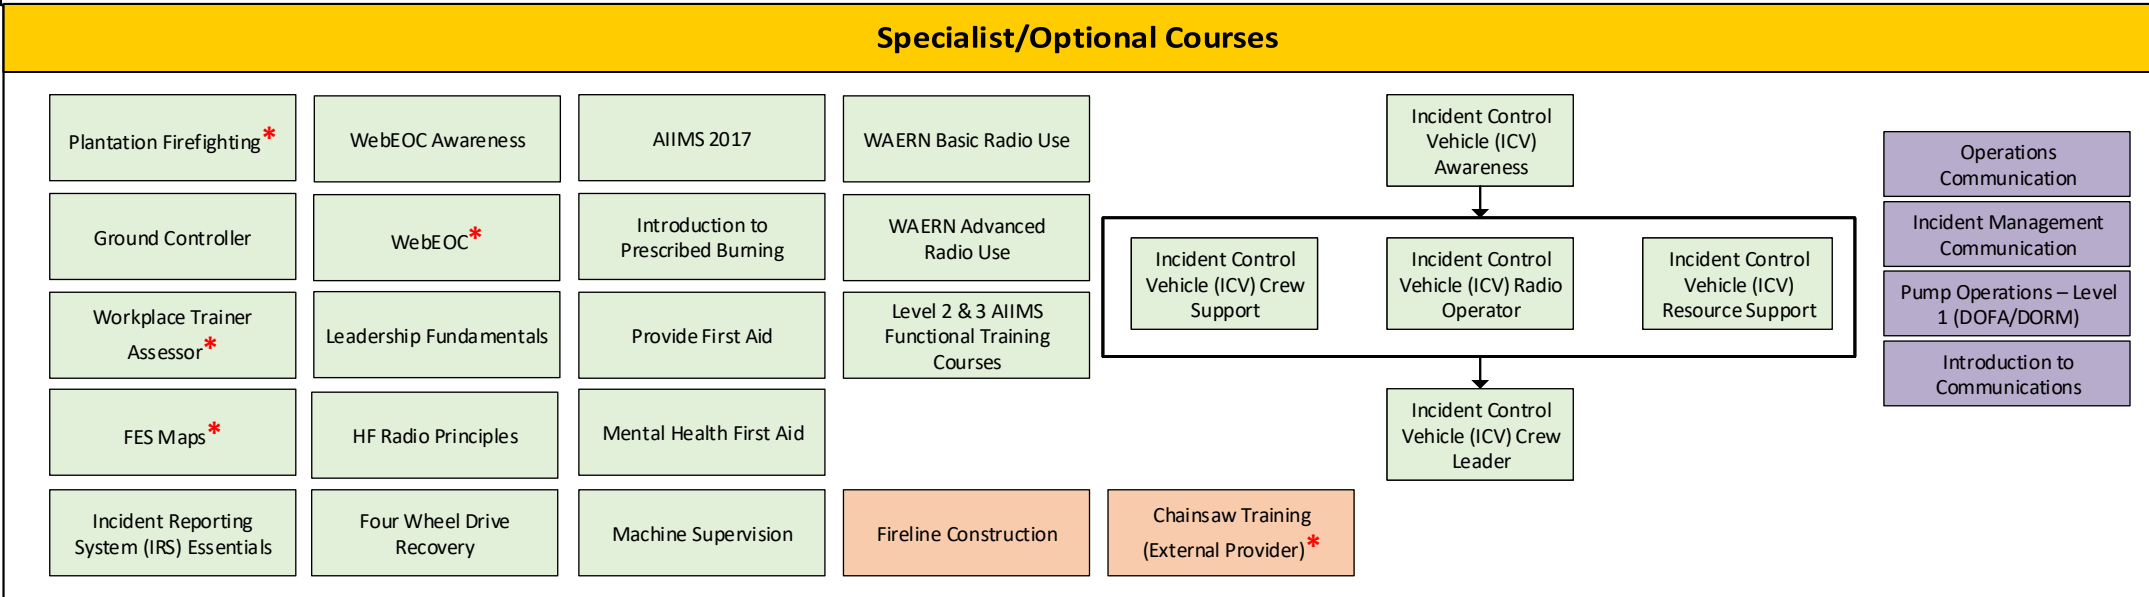 Specialist/Optional Courses
Plantation Firefighting*
WebEOC Awareness
AIIMS 2017
WAERN Basic Radio Use
Ground Controller
WebEOC*
Introduction to
Prescribed Burning
WAERN Advanced
Radio Use
Workplace Trainer
Assessor*
Leadership Fundamentals
Provide First Aid
Level 2 & 3 AIIMS
Functional Training
Courses
FES Maps*
HF Radio Principles
Mental Health First Aid
Incident Reporting
System (IRS) Essentials
Four Wheel Drive
Recovery
Machine Supervision
Fireline Construction
Chainsaw Training
(External Provider)*
Incident Control
Vehicle (ICV)
Awareness
Incident Control
Vehicle (ICV) Crew
Support
Incident Control
Vehicle (ICV) Radio
Operator
Incident Control
Vehicle (ICV)
Resource Support
Incident Control
Vehicle (ICV) Crew
Leader
Operations
Communication
Incident Management
Communication
Pump Operations – Level
1 (DOFA/DORM)
Introduction to
Communications